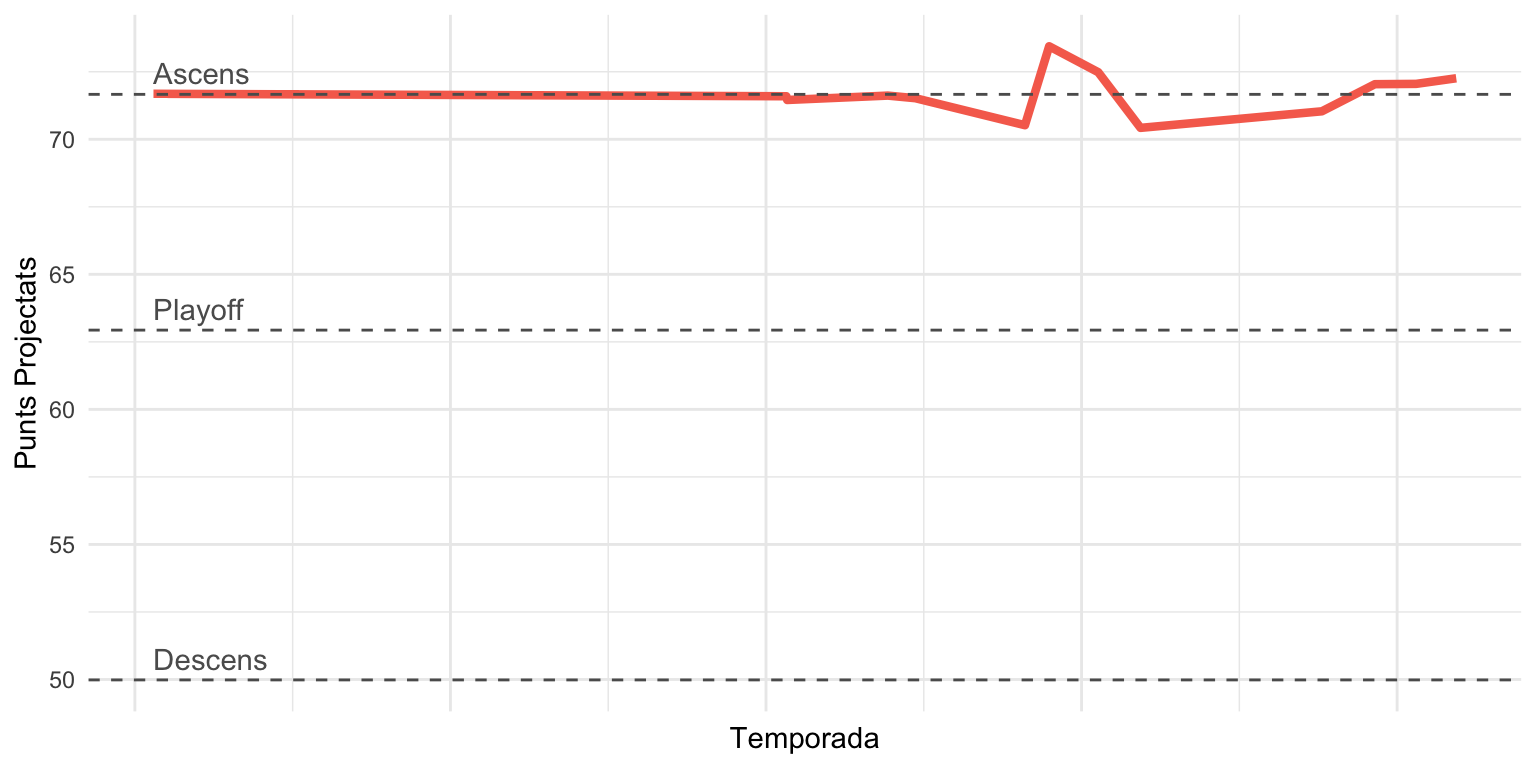 Ascens
70
65
Playoff
60
55
Descens
50
Punts Projectats
Temporada